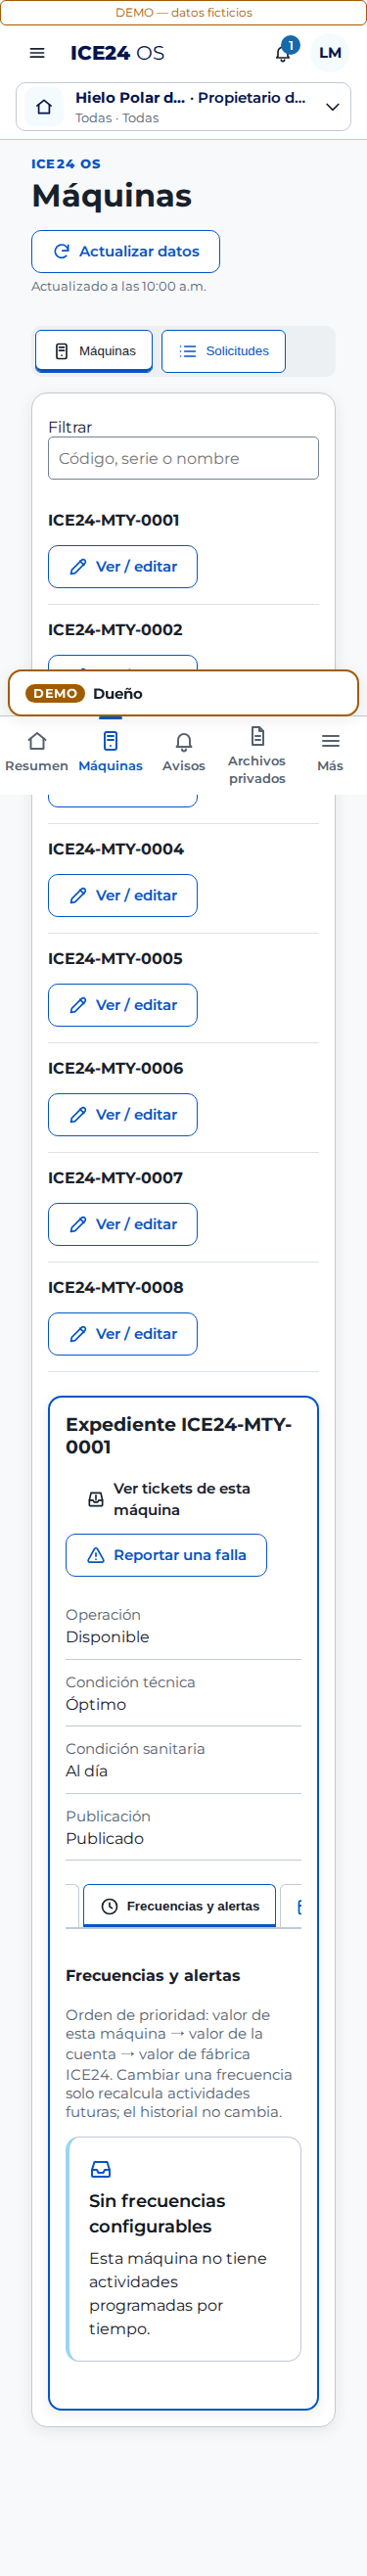 DEMO — datos ficticios
ICE24 OS
1
LM
Hielo Polar d... · Propietario d...
Todas · Todas
ICE24 OS
Máquinas
Actualizar datos
Actualizado a las 10:00 a.m.
Máquinas
Solicitudes
Filtrar
Código, serie o nombre
ICE24-MTY-0001
Ver / editar
ICE24-MTY-0002
DEMO Dueño
Resumen
Máquinas
Avisos
Archivos
privados
Más
ICE24-MTY-0004
Ver / editar
ICE24-MTY-0005
Ver / editar
ICE24-MTY-0006
Ver / editar
ICE24-MTY-0007
Ver / editar
ICE24-MTY-0008
Ver / editar
Expediente ICE24-MTY-
0001
Ver tickets de esta
máquina
Reportar una falla
Operación
Disponible
Condición técnica
Óptimo
Condición sanitaria
Al día
Publicación
Publicado
Frecuencias y alertas
Frecuencias y alertas
Orden de prioridad: valor de
esta máquina → valor de la
cuenta → valor de fábrica
ICE24. Cambiar una frecuencia
solo recalcula actividades
futuras; el historial no cambia.
Sin frecuencias
configurables
Esta máquina no tiene
actividades
programadas por
tiempo.